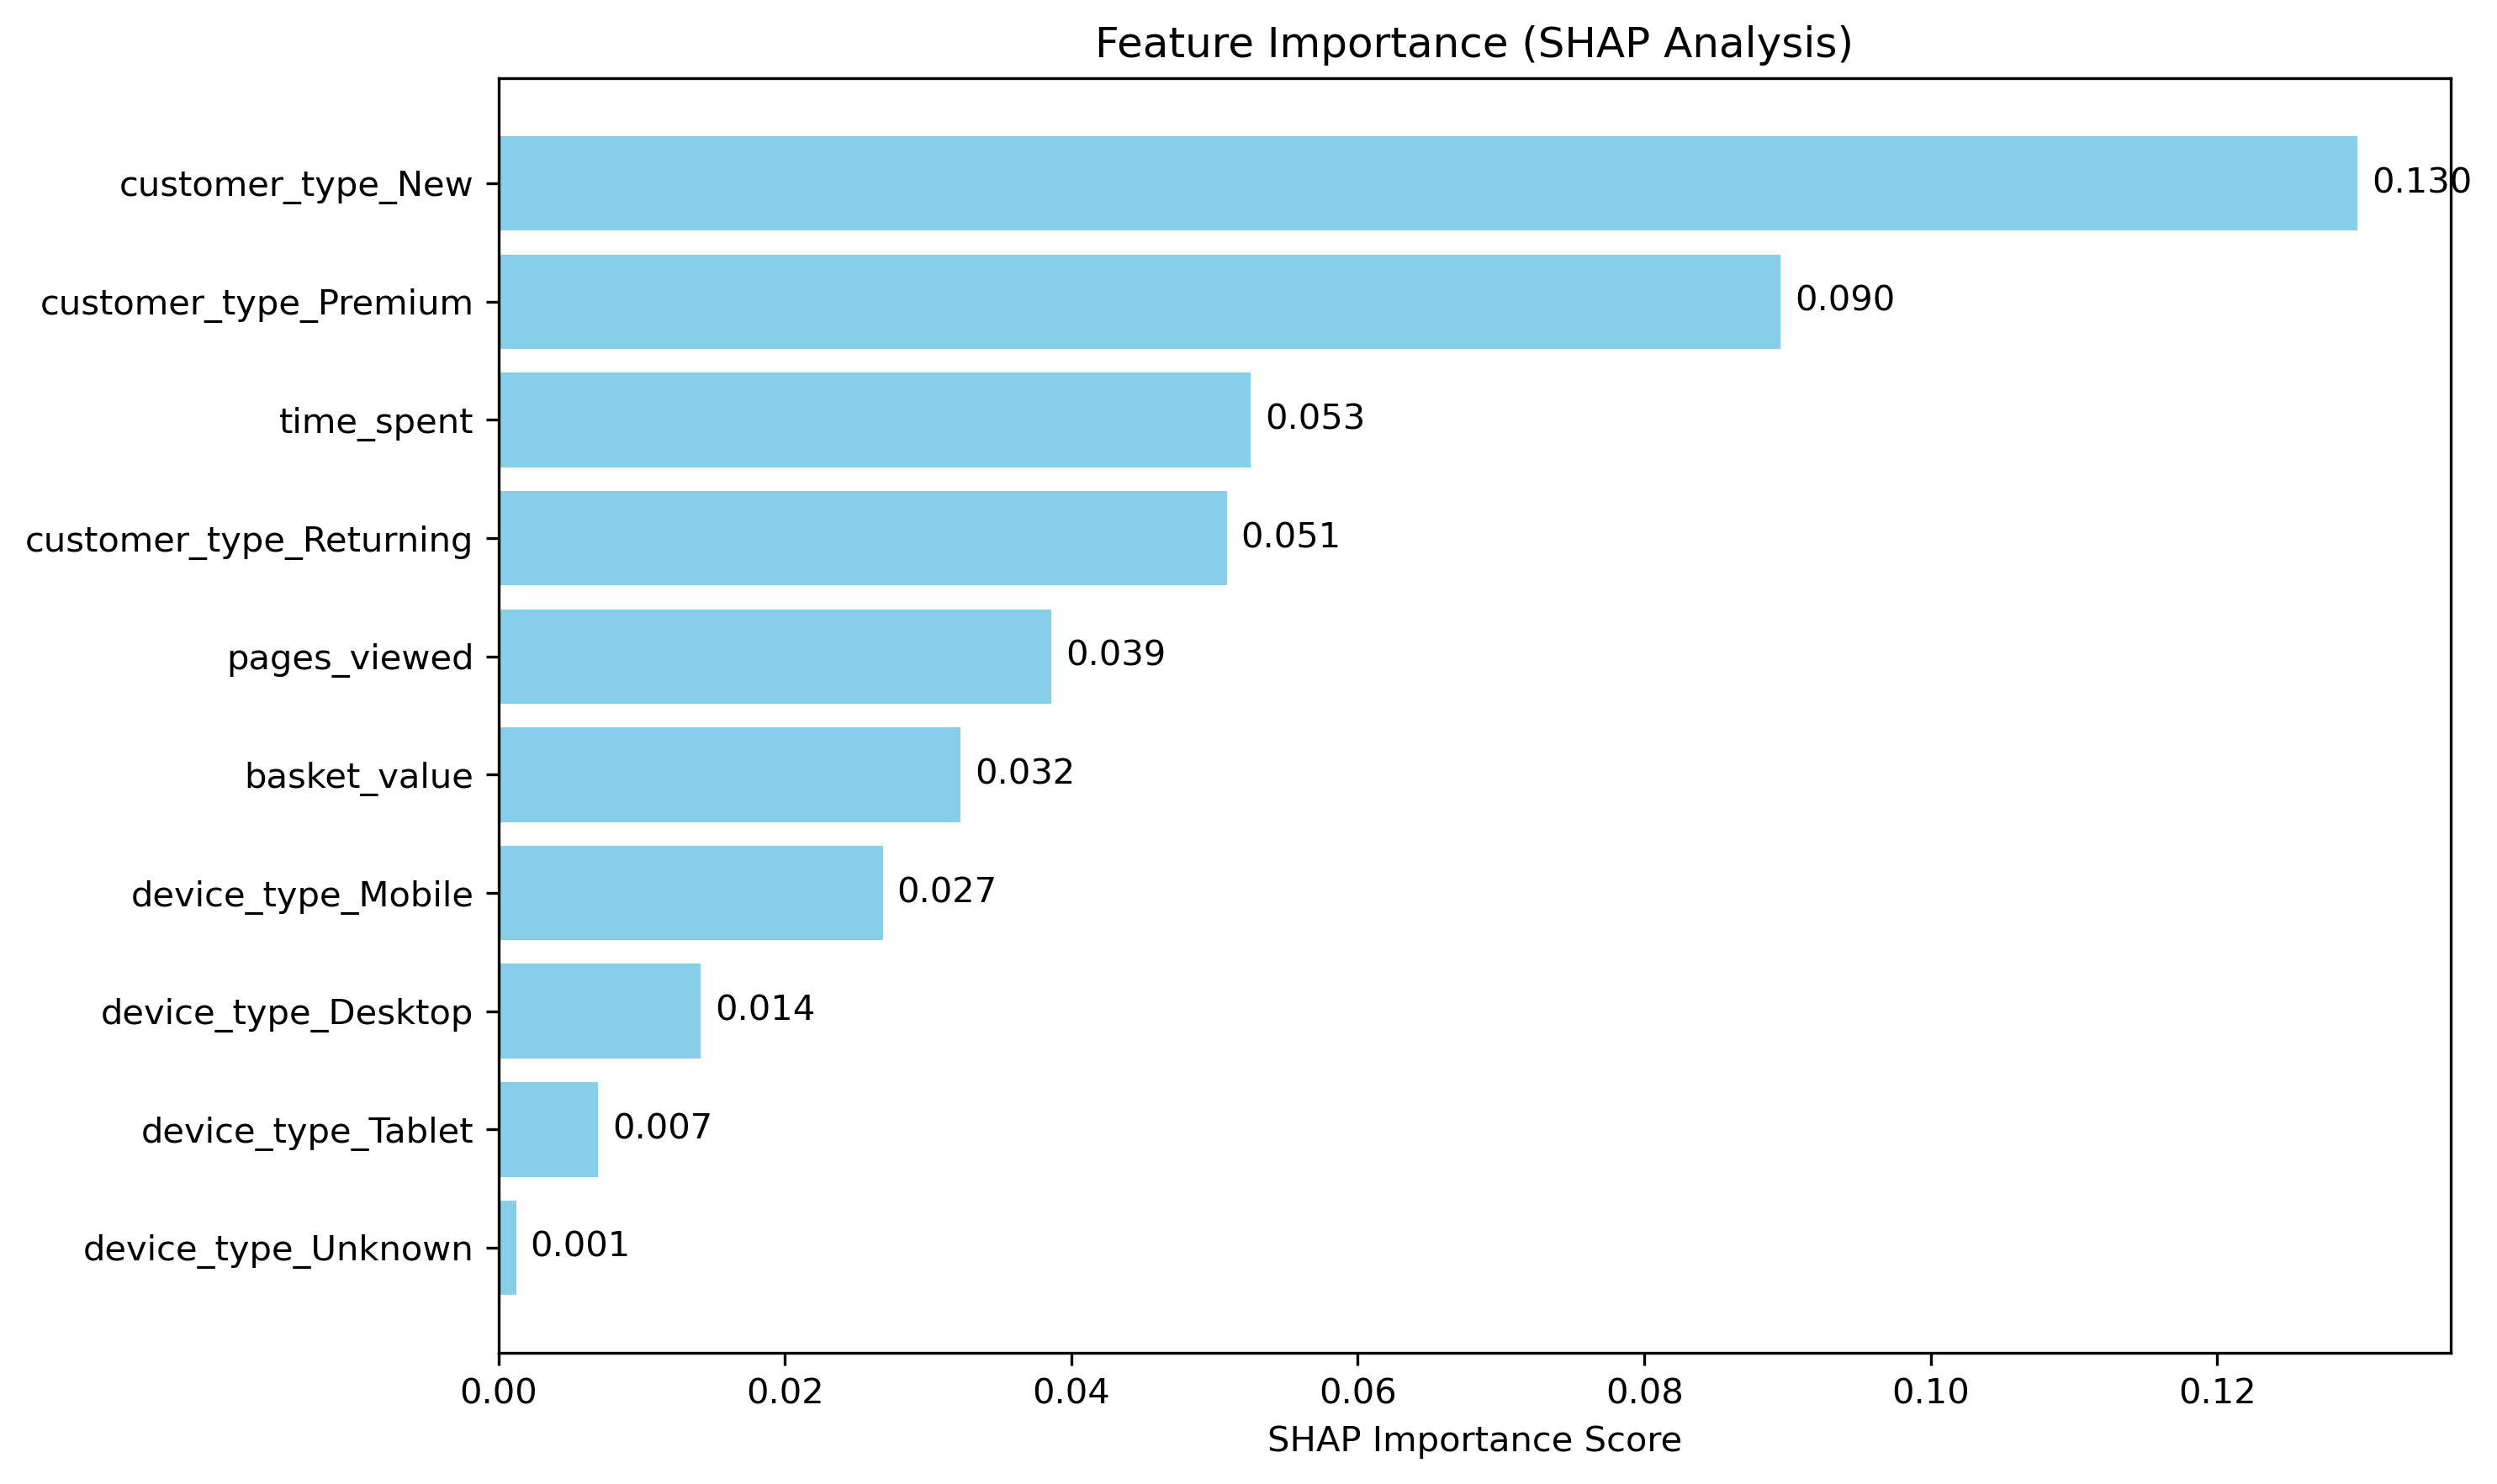 Feature Importance (SHAP Analysis)
customer_type_New 0.130
customer_type_Premium 0.090
time_spent 0.053
customer_type_Returning 0.051
pages_viewed 0.039
basket_value 0.032
device_type_Mobile 0.027
device_type_Desktop 0.014
device_type_Tablet 0.007
device_type_Unknown 0.001
0.00 0.02 0.04 0.06 0.08 0.10 0.12
SHAP Importance Score